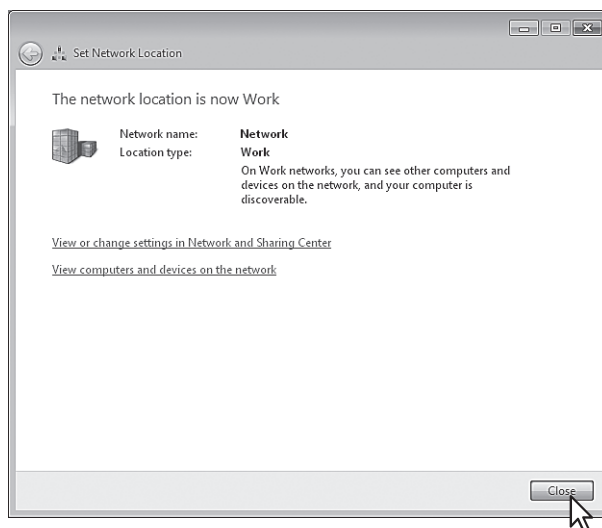 Set Network Location
The network location is now Work
Network name: Network
Location type: Work
On Work networks, you can see other computers and
devices on the network, and your computer is
discoverable.
View or change settings in Network and Sharing Center
View computers and devices on the network
Close